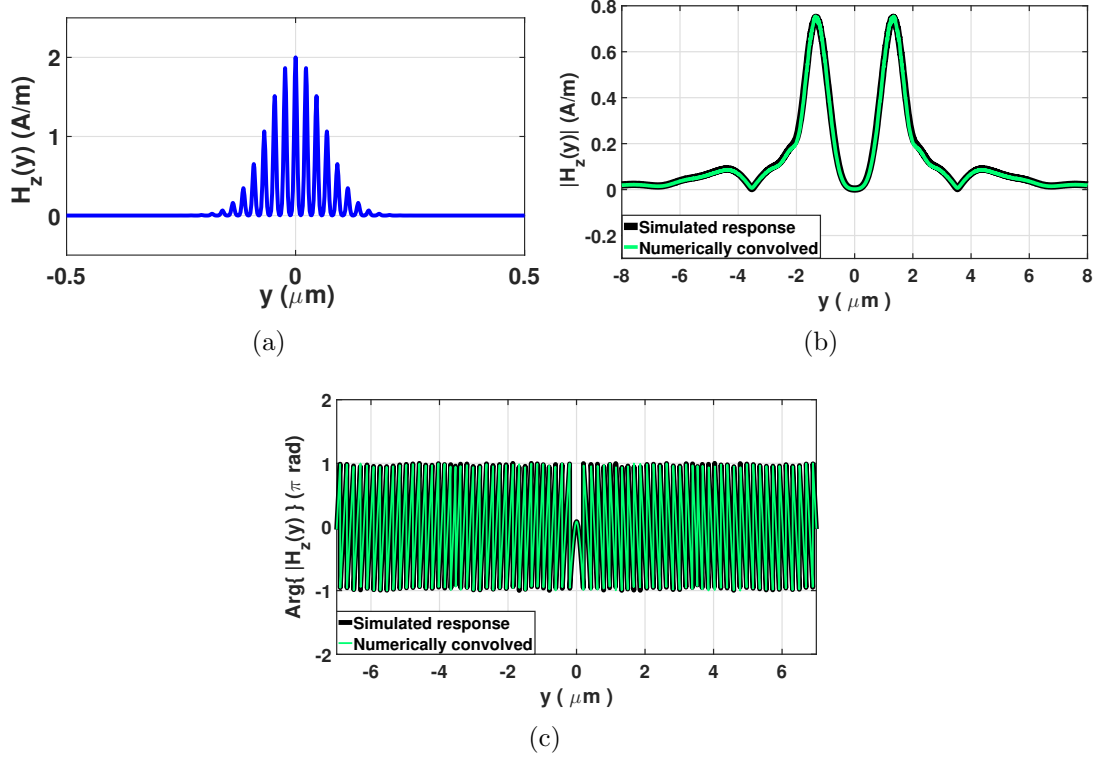 2
1
0
H_z(y) (A/m)
-0.5 0 0.5
y (μm)
(a)
0.8
0.6
0.4
0.2
0
-0.2
|H_z(y)| (A/m)
Simulated response
Numerically convolved
-8 -6 -4 -2 0 2 4 6 8
y ( μm )
(b)
2
1
0
-1
-2
Arg{ |H_z(y) } (π rad)
Simulated response
Numerically convolved
-6 -4 -2 0 2 4 6
y ( μm )
(c)